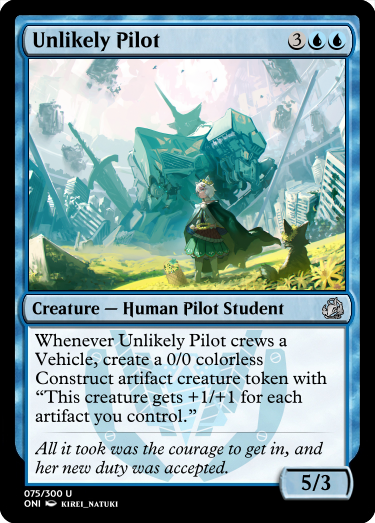 Unlikely Pilot 3
Creature — Human Pilot Student
Whenever Unlikely Pilot crews a
Vehicle, create a 0/0 colorless
Construct artifact creature token with
“This creature gets +1/+1 for each
artifact you control.”
All it took was the courage to get in, and
her new duty was accepted.
5/3
075/300 U
ONI KIREI_NATUKI